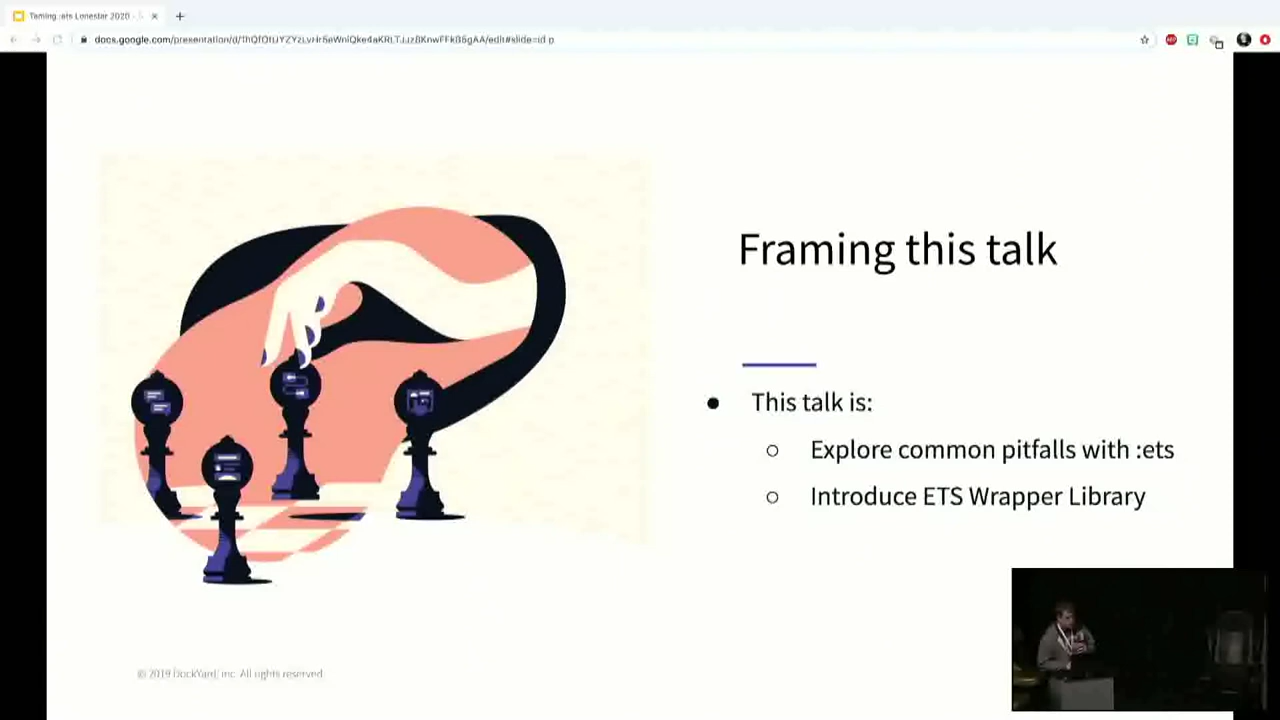 Taming :ets Lonestar 2020 -
Framing this talk
This talk is:
Explore common pitfalls with :ets
Introduce ETS Wrapper Library
© 2019 DockYard, Inc. All rights reserved